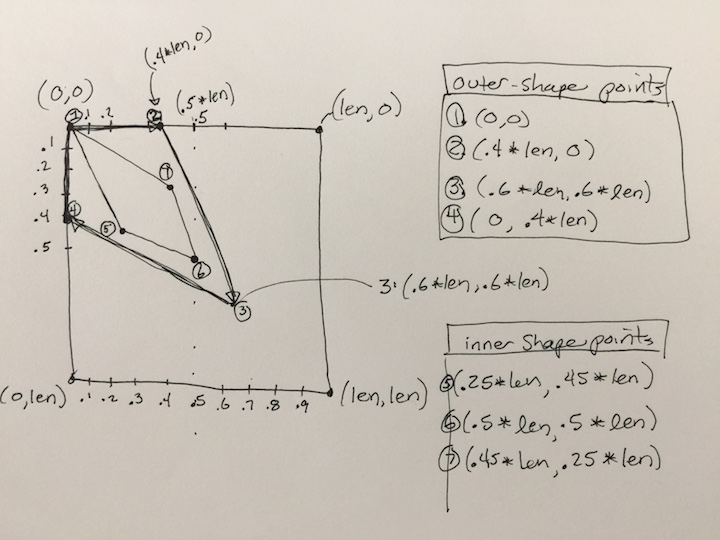 (.4*len, 0)
(0,0)
(.5*len)
(len, 0)
1 .1 .2 2 .5
.1
.2
.3
.4
.5
7
4
5
6
3
3: (.6*len, .6*len)
(0,len)
.1 .2 .3 .4 .5 .6 .7 .8 .9
(len, len)
outer-shape points
1. (0,0)
2. (.4*len, 0)
3. (.6*len, .6*len)
4 (0, .4*len)
inner shape points
5 (.25*len, .45*len)
6 (.5*len, .5*len)
7 (.45*len, .25*len)